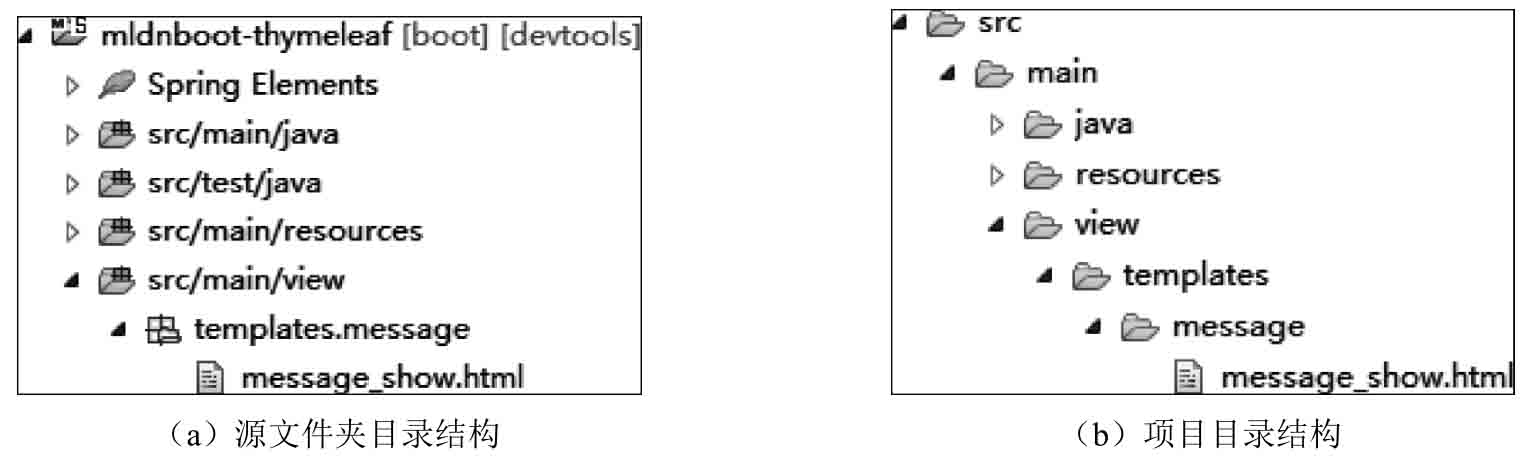 mldnboot-thymeleaf [boot] [devtools]
Spring Elements
src/main/java
src/test/java
src/main/resources
src/main/view
templates.message
message_show.html
（a）源文件夹目录结构
src
main
java
resources
view
templates
message
message_show.html
（b）项目目录结构